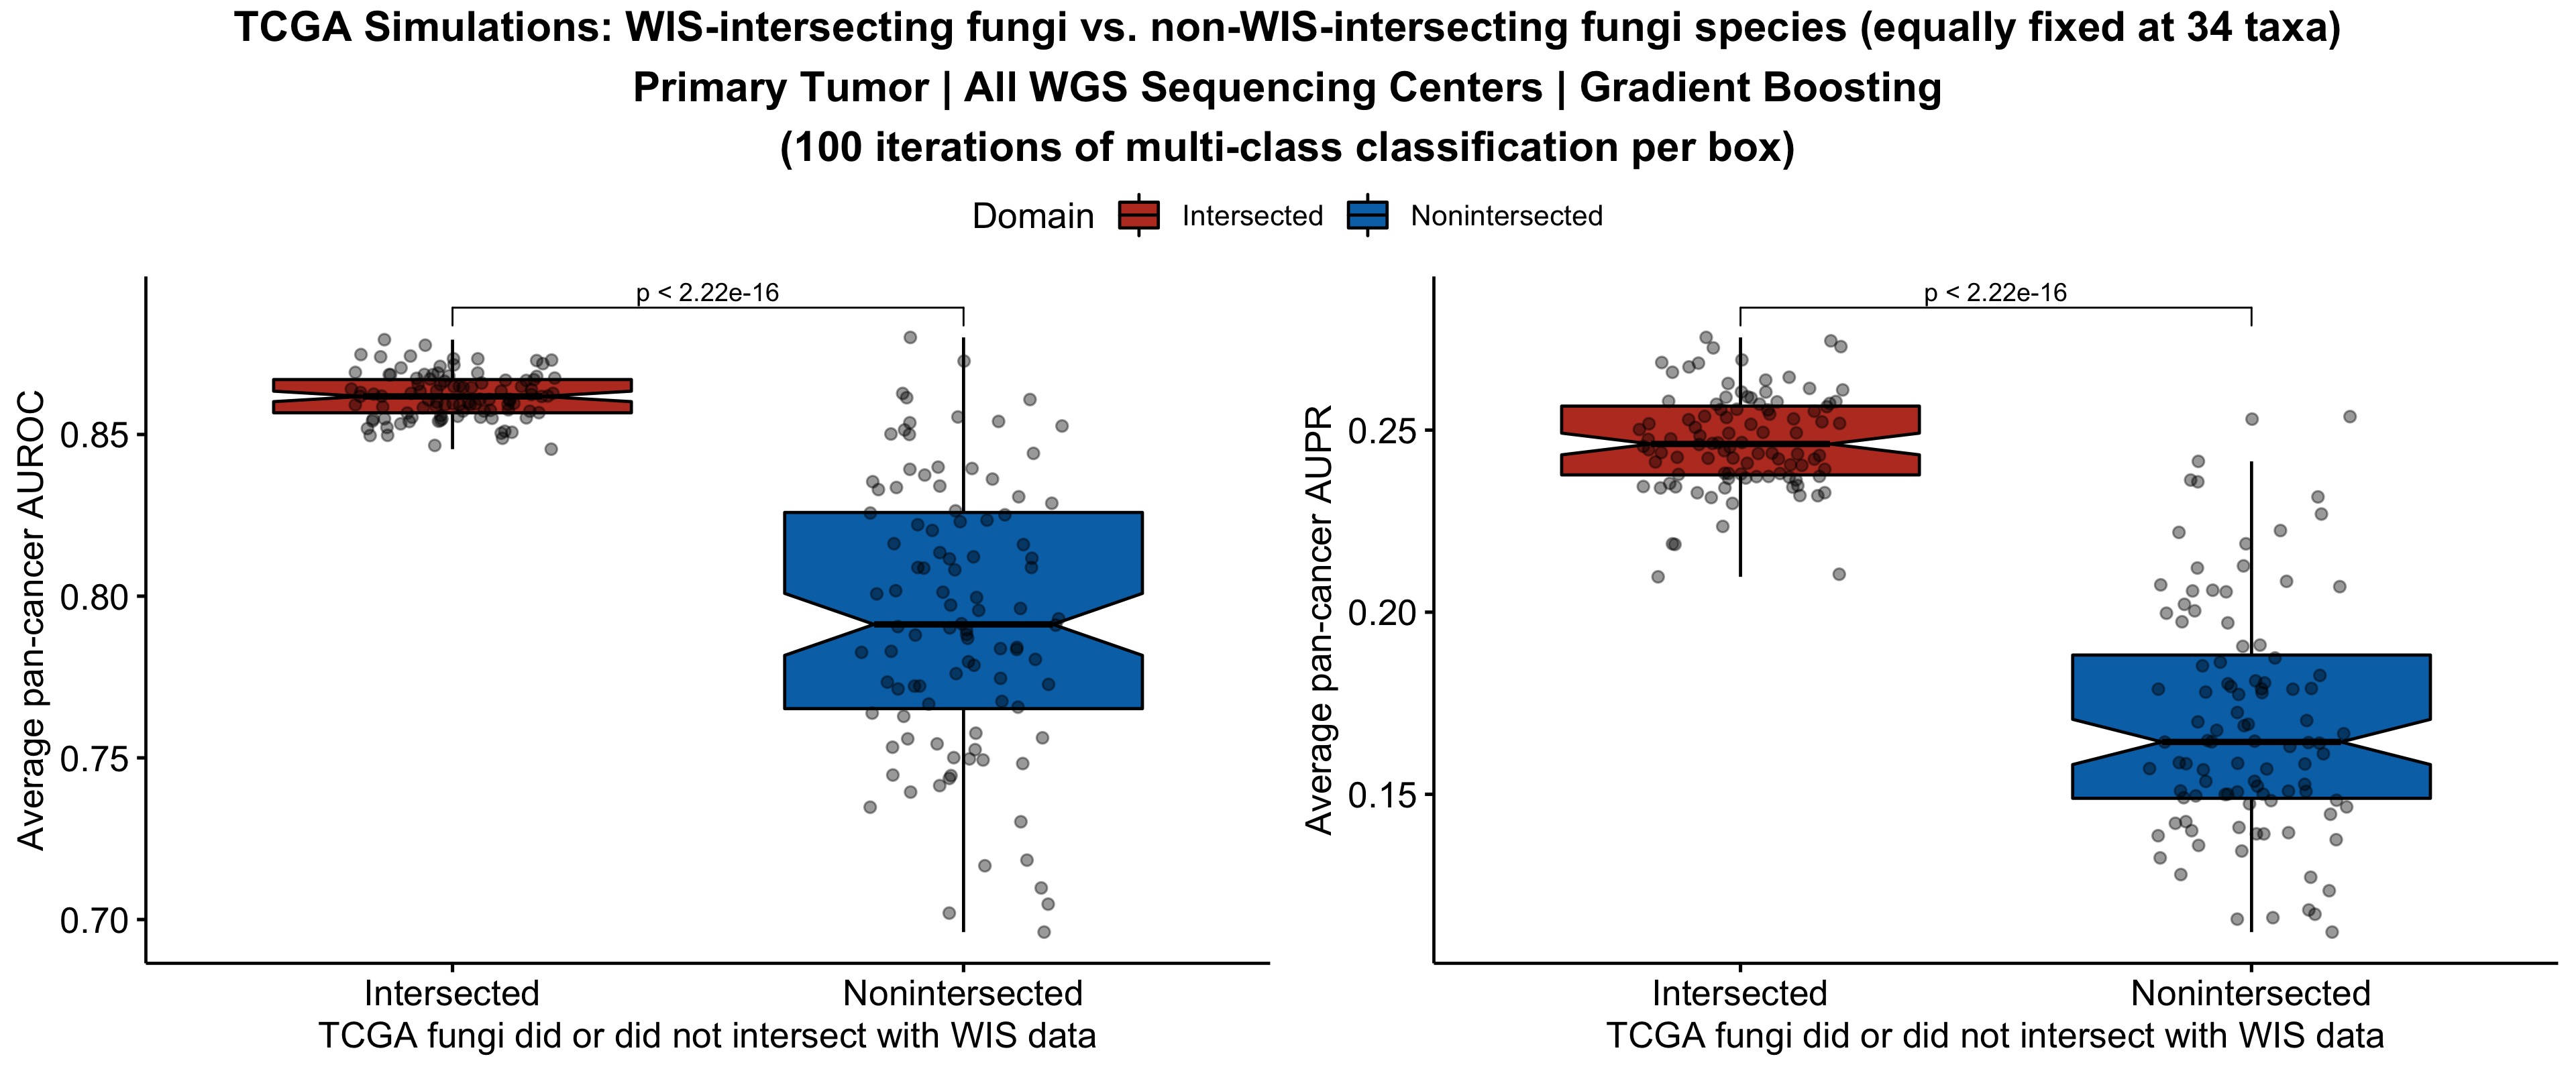 TCGA Simulations: WIS-intersecting fungi vs. non-WIS-intersecting fungi species (equally fixed at 34 taxa)
Primary Tumor | All WGS Sequencing Centers | Gradient Boosting
(100 iterations of multi-class classification per box)
Domain Intersected Nonintersected
Average pan-cancer AUROC
0.85
0.80
0.75
0.70
p < 2.22e-16
Intersected Nonintersected
TCGA fungi did or did not intersect with WIS data
Average pan-cancer AUPR
0.25
0.20
0.15
p < 2.22e-16
Intersected Nonintersected
TCGA fungi did or did not intersect with WIS data